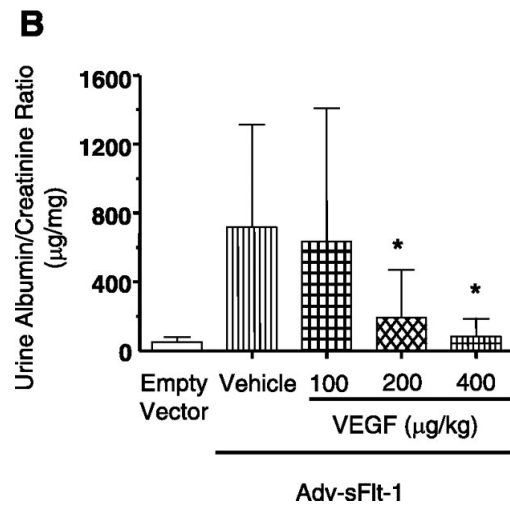 B
Urine Albumin/Creatinine Ratio
(µg/mg)
1600
1200
800
400
0
*
*
Empty Vehicle 100 200 400
Vector
VEGF (µg/kg)
Adv-sFlt-1